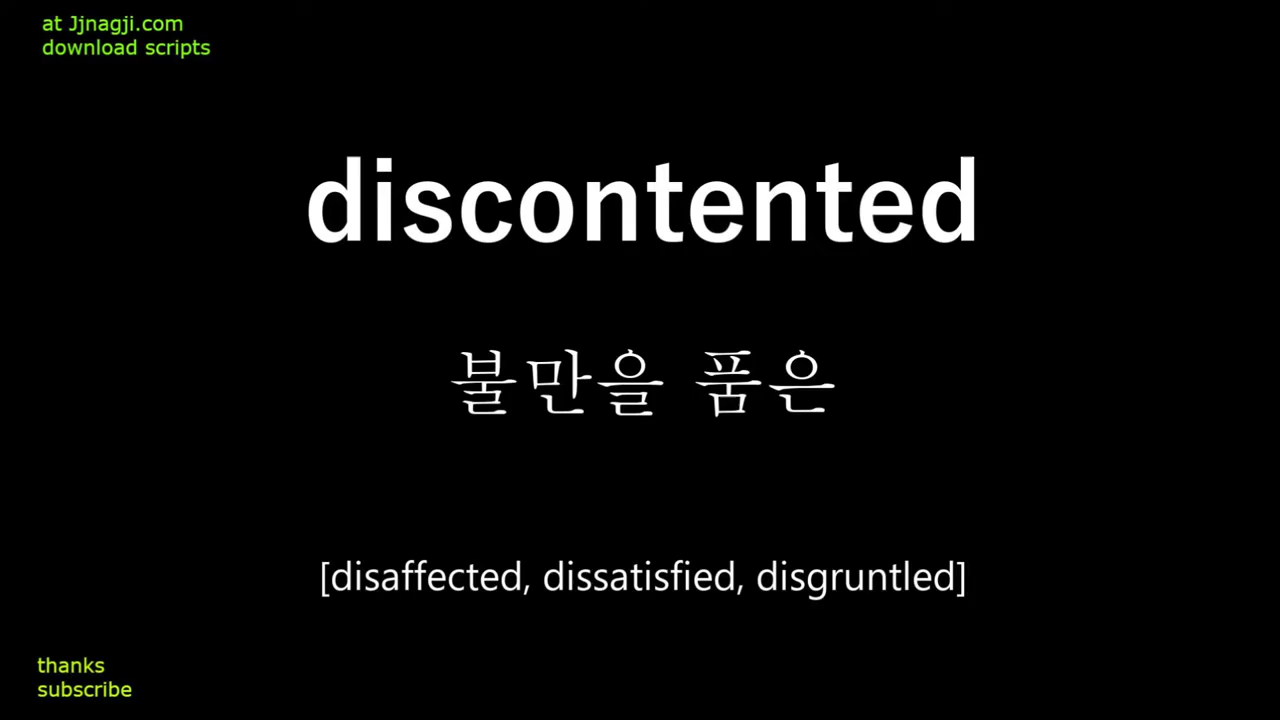 at Jjnagji.com
download scripts
discontented
불만을 품은
[disaffected, dissatisfied, disgruntled]
thanks
subscribe